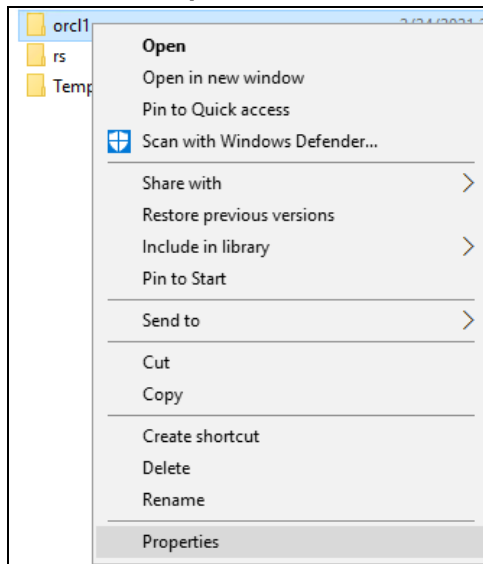 orcl1
rs
Temp
Open
Open in new window
Pin to Quick access
Scan with Windows Defender...
Share with
Restore previous versions
Include in library
Pin to Start
Send to
Cut
Copy
Create shortcut
Delete
Rename
Properties